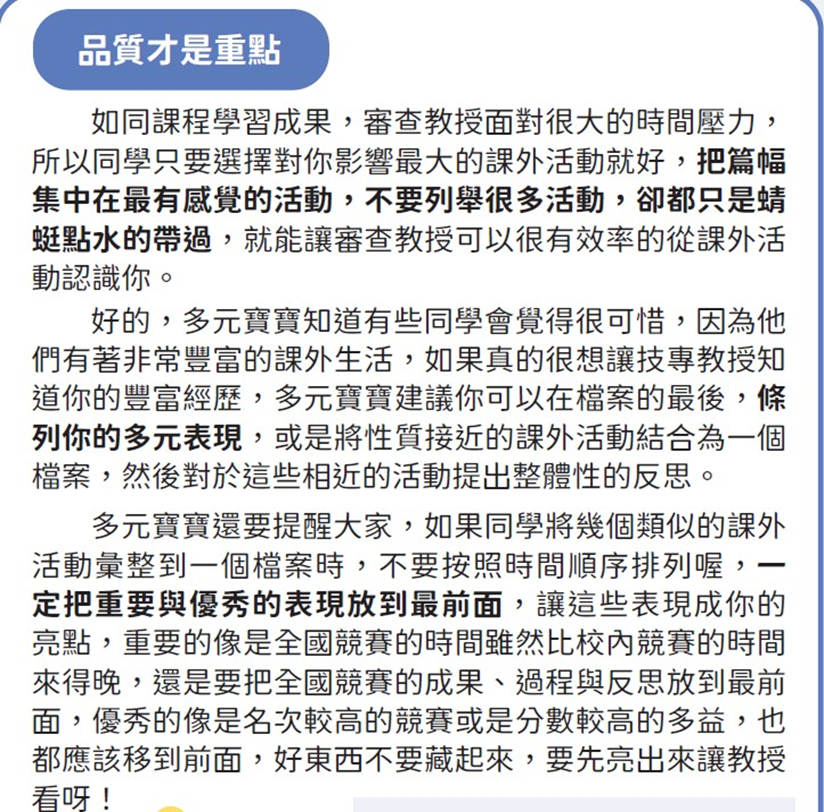 品質才是重點
如同課程學習成果，審查教授面對很大的時間壓力，
所以同學只要選擇對你影響最大的課外活動就好，把篇幅
集中在最有感覺的活動，不要列舉很多活動，卻都只是蜻
蜓點水的帶過，就能讓審查教授可以很有效率的從課外活
動認識你。
好的，多元寶寶知道有些同學會覺得很可惜，因為他
們有著非常豐富的課外生活，如果真的很想讓技專教授知
道你的豐富經歷，多元寶寶建議你可以在檔案的最後，條
列你的多元表現，或是將性質接近的課外活動結合為一個
檔案，然後對於這些相近的活動提出整體性的反思。
多元寶寶還要提醒大家，如果同學將幾個類似的課外
活動彙整到一個檔案時，不要按照時間順序排列喔，一
定把重要與優秀的表現放到最前面，讓這些表現成你的
亮點，重要的像是全國競賽的時間雖然比校內競賽的時間
來得晚，還是要把全國競賽的成果、過程與反思放到最前
面，優秀的像是名次較高的競賽或是分數較高的多益，也
都應該移到前面，好東西不要藏起來，要先亮出來讓教授
看呀！